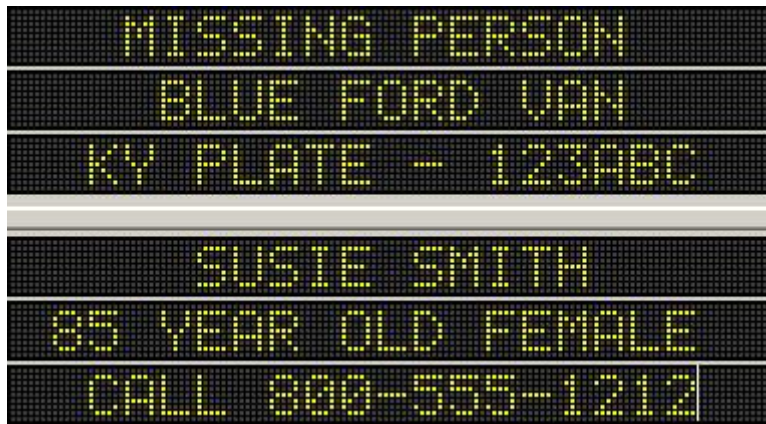 MISSING PERSON
BLUE FORD VAN
KY PLATE - 123ABC
SUSIE SMITH
85 YEAR OLD FEMALE
CALL 800-555-1212